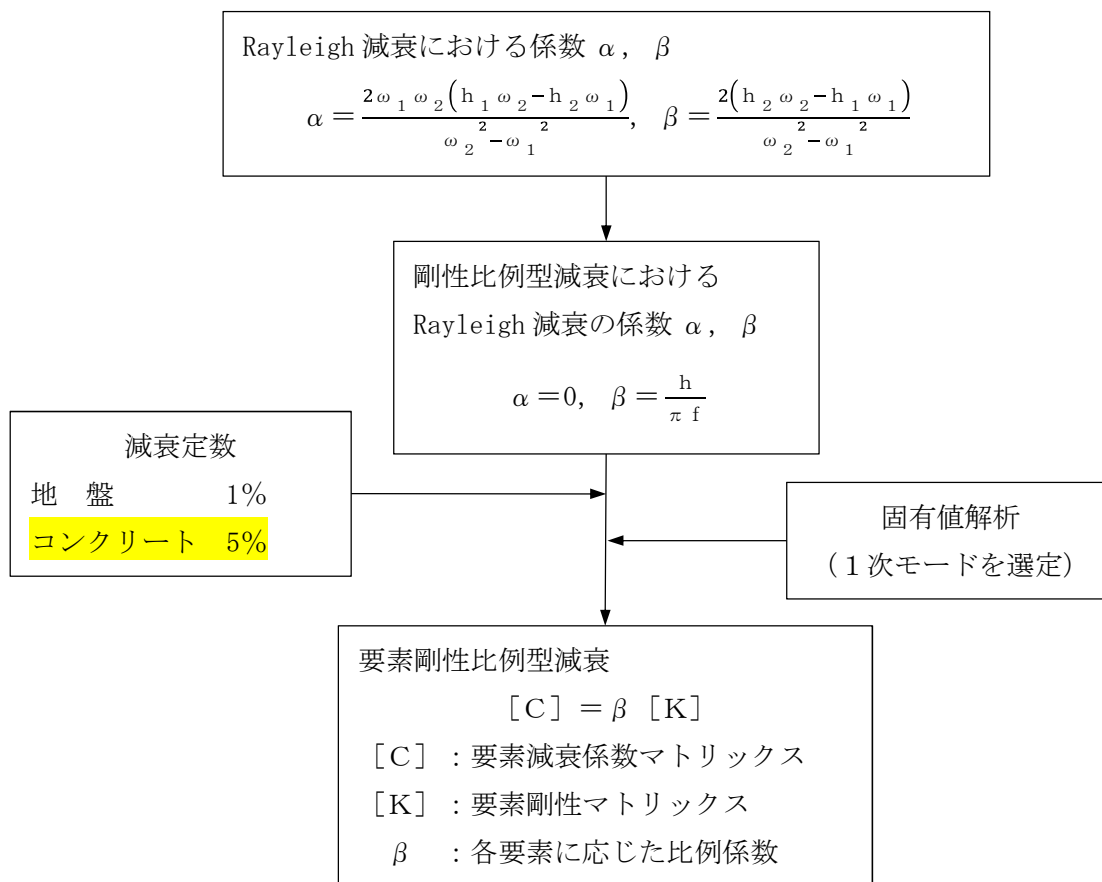 Rayleigh 減衰における係数 α, β
α＝2ω₁ω₂(h₁ω₂−h₂ω₁)/(ω₂²−ω₁²), β＝2(h₂ω₂−h₁ω₁)/(ω₂²−ω₁²)
剛性比例型減衰における
Rayleigh 減衰の係数 α, β
α＝0, β＝h/(πf)
減衰定数
地　盤　1%
コンクリート　5%
固有値解析
（１次モードを選定）
要素剛性比例型減衰
［Ｃ］＝β［Ｋ］
［Ｃ］：要素減衰係数マトリックス
［Ｋ］：要素剛性マトリックス
β　：各要素に応じた比例係数